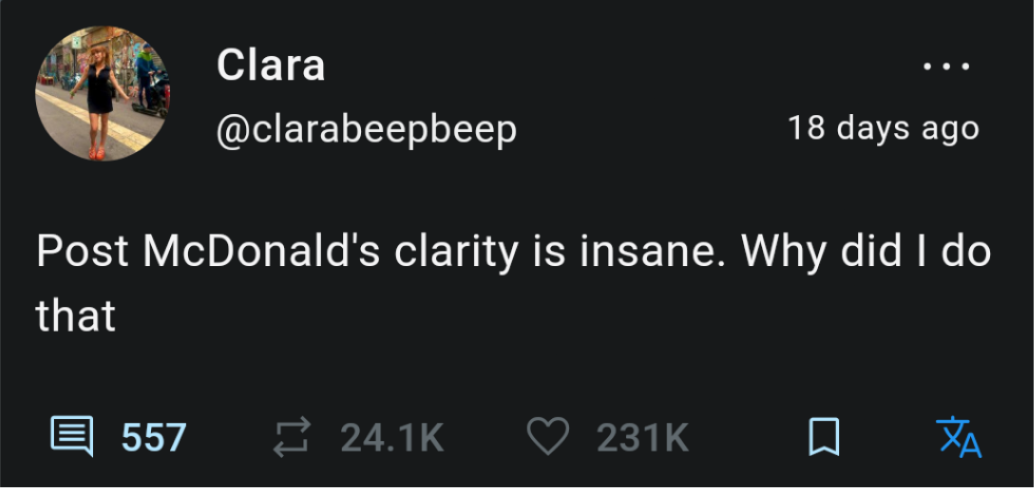 Clara
@clarabeepbeep
18 days ago
Post McDonald's clarity is insane. Why did I do
that
557
24.1K
231K